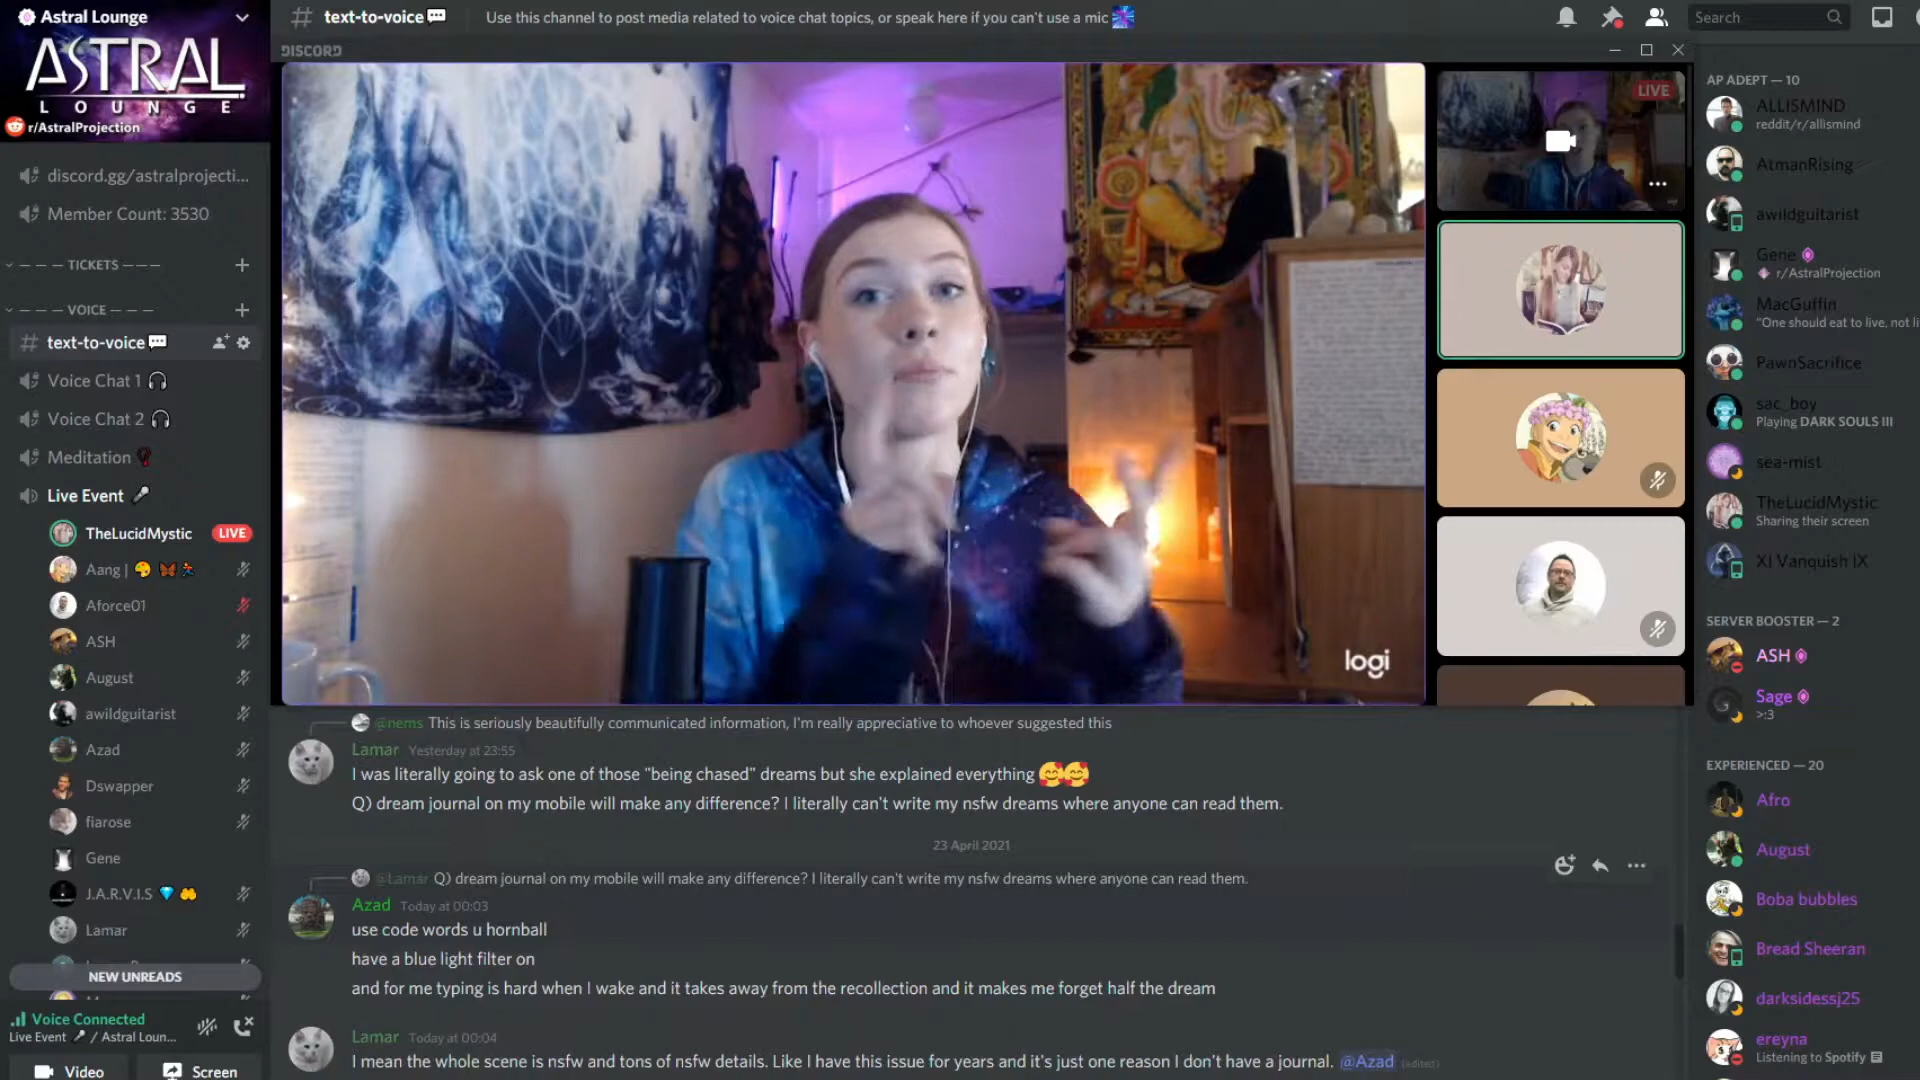 Astral Lounge
ASTRAL
LOUNGE
r/AstralProjection
discord.gg/astralprojecti...
Member Count: 3530
TICKETS
VOICE
text-to-voice
Voice Chat 1
Voice Chat 2
Meditation
Live Event
TheLucidMystic LIVE
Aang |
Aforce01
ASH
August
awildguitarist
Azad
Dswapper
fiarose
Gene
J.A.R.V.I.S
Lamar
NEW UNREADS
Voice Connected
Live Event / Astral Loun...
Video Screen
text-to-voice Use this channel to post media related to voice chat topics, or speak here if you can't use a mic
Search
DISCORD
LIVE
logi
@nems This is seriously beautifully communicated information, I'm really appreciative to whoever suggested this
Lamar Yesterday at 23:55
I was literally going to ask one of those "being chased" dreams but she explained everything
Q) dream journal on my mobile will make any difference? I literally can't write my nsfw dreams where anyone can read them.
23 April 2021
@Lamar Q) dream journal on my mobile will make any difference? I literally can't write my nsfw dreams where anyone can read them.
Azad Today at 00:03
use code words u hornball
have a blue light filter on
and for me typing is hard when I wake and it takes away from the recollection and it makes me forget half the dream
Lamar Today at 00:04
I mean the whole scene is nsfw and tons of nsfw details. Like I have this issue for years and it's just one reason I don't have a journal. @Azad (edited)
AP ADEPT — 10
ALLISMIND
reddit/r/allismind
AtmanRising
awildguitarist
Gene
r/AstralProjection
MacGuffin
"One should eat to live, not li
PawnSacrifice
sac_boy
Playing DARK SOULS III
sea-mist
TheLucidMystic
Sharing their screen
XI Vanquish IX
SERVER BOOSTER — 2
ASH
Sage
>:3
EXPERIENCED — 20
Afro
August
Boba bubbles
Bread Sheeran
darksidessj25
ereyna
Listening to Spotify